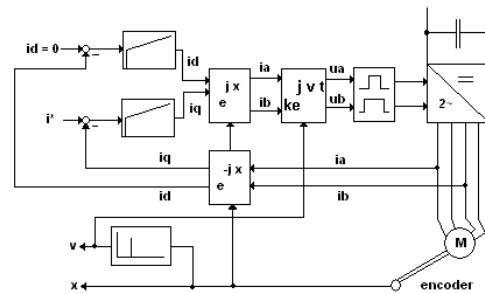 id = 0
id
iq
i*
j x
e
ia
ib
j v t
ke
ua
ub
=
2~
-j x
e
iq
id
ia
ib
v
x
M
encoder